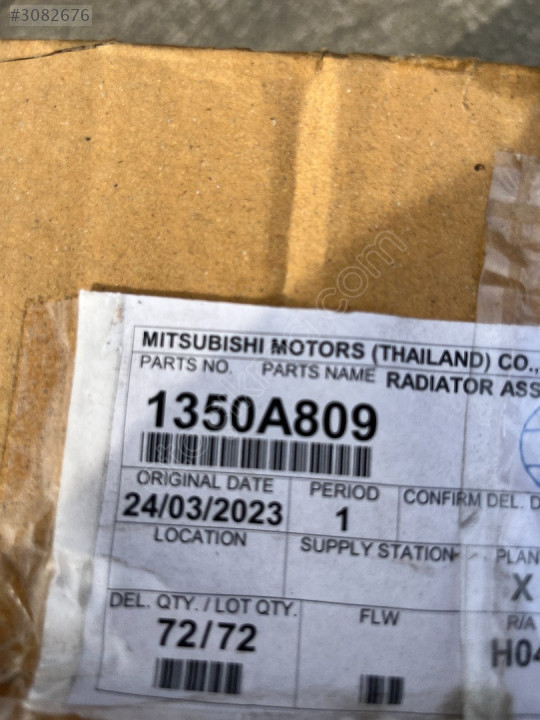 #3082676
MITSUBISHI MOTORS (THAILAND) CO.,
PARTS NO. PARTS NAME RADIATOR ASS
1350A809
ORIGINAL DATE PERIOD CONFIRM DEL. D
24/03/2023 1
LOCATION SUPPLY STATION PLAN
X
DEL. QTY. / LOT QTY. FLW R/A
72/72 H04